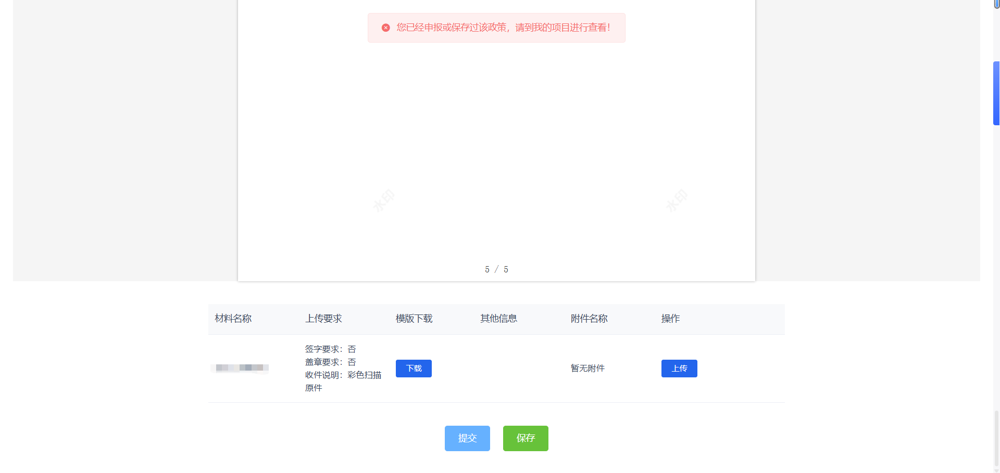 您已经申报或保存过该政策，请到我的项目进行查看！
水印 水印
5 / 5
材料名称 上传要求 模版下载 其他信息 附件名称 操作
签字要求：否
盖章要求：否
下载 暂无附件 上传
收件说明：彩色扫描
原件
提交 保存